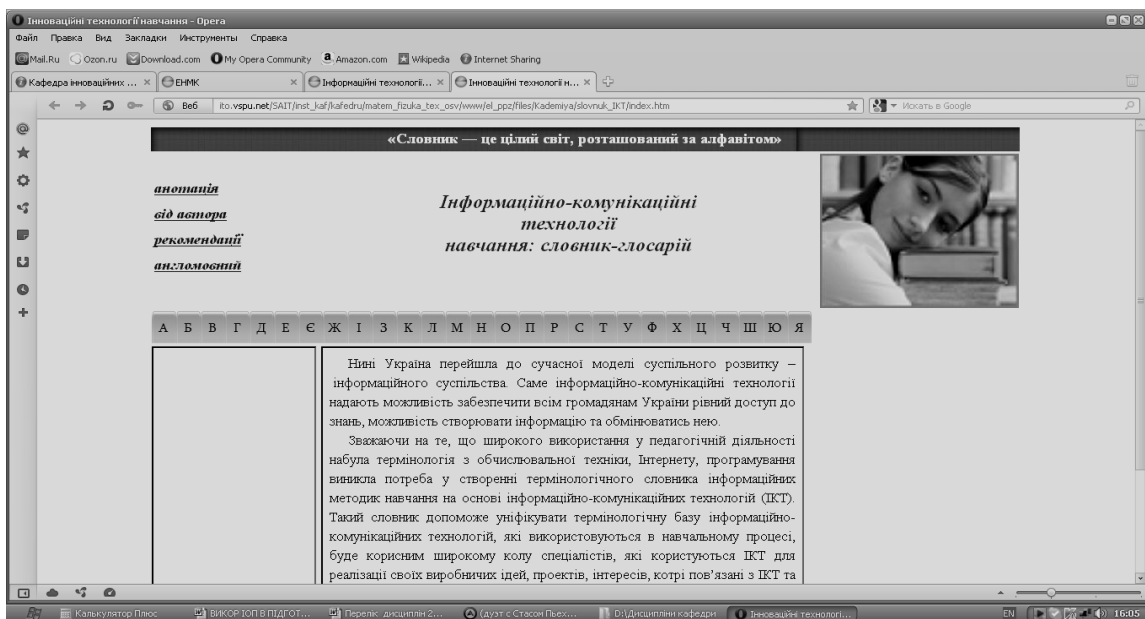 Інноваційні технології навчання - Opera
Файл Правка Вид Закладки Инструменты Справка
Mail.Ru Ozon.ru Download.com My Opera Community Amazon.com Wikipedia Internet Sharing
Кафедра інноваційних ... ЕНМК Інформаційні технології... Інноваційні технології н...
Веб ito.vspu.net/SAIT/inst_kaf/kafedru/matem_fizuka_tex_osv/www/el_ppz/files/Kademiya/slovnuk_IKT/index.htm Искать в Google
«Словник — це цілий світ, розташований за алфавітом»
анотація
від автора
рекомендації
англомовний
Інформаційно-комунікаційні
технології
навчання: словник-глосарій
А Б В Г Д Е Є Ж І З К Л М Н О П Р С Т У Ф Х Ц Ч Ш Ю Я
Нині Україна перейшла до сучасної моделі суспільного розвитку –
інформаційного суспільства. Саме інформаційно-комунікаційні технології
надають можливість забезпечити всім громадянам України рівний доступ до
знань, можливість створювати інформацію та обмінюватись нею.
Зважаючи на те, що широкого використання у педагогічній діяльності
набула термінологія з обчислювальної техніки, Інтернету, програмування
виникла потреба у створенні термінологічного словника інформаційних
методик навчання на основі інформаційно-комунікаційних технологій (ІКТ).
Такий словник допоможе уніфікувати термінологічну базу інформаційно-
комунікаційних технологій, які використовуються в навчальному процесі,
буде корисним широкому колу спеціалістів, які користуються ІКТ для
реалізації своїх виробничих ідей, проектів, інтересів, котрі пов’язані з ІКТ та
Калькулятор Плюс ВИКОР ІОП В ПІДГОТ... Перелік дисциплін 2... (дуэт с Стасом Пьех... D:\Дисципліни кафедри Інноваційні технологі... EN 16:05